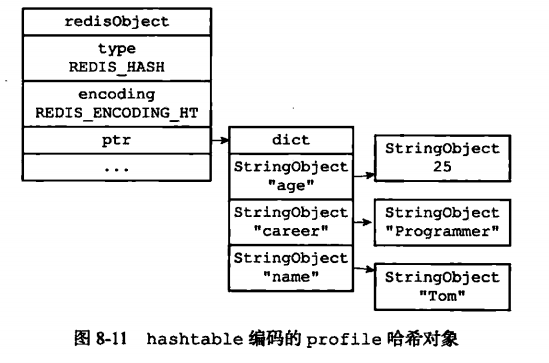 redisObject
type
REDIS_HASH
encoding
REDIS_ENCODING_HT
ptr
...
dict
StringObject
"age"
StringObject
"career"
StringObject
"name"
StringObject
25
StringObject
"Programmer"
StringObject
"Tom"
图 8-11 hashtable 编码的 profile 哈希对象